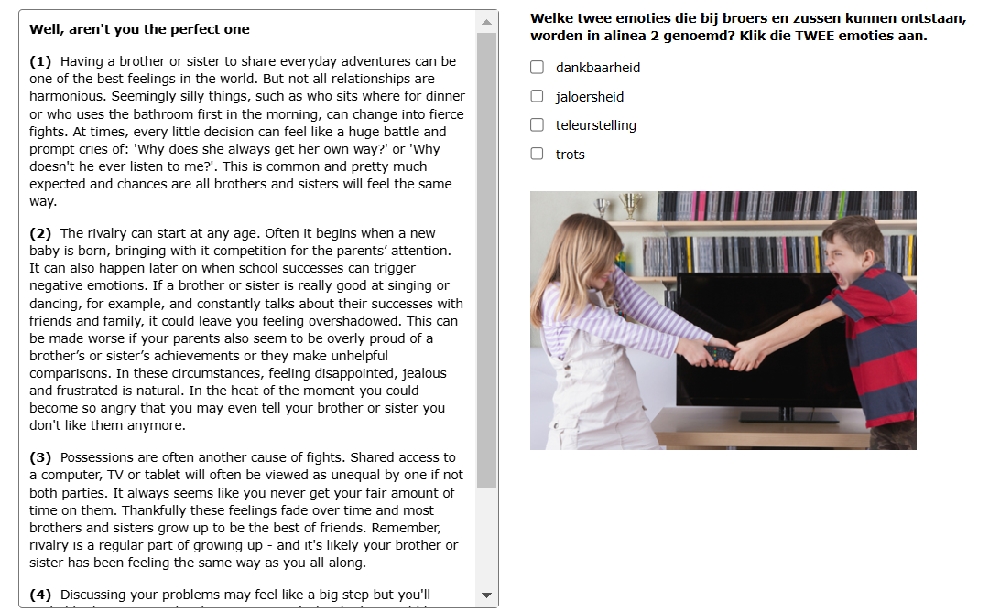 Well, aren't you the perfect one
(1) Having a brother or sister to share everyday adventures can be
one of the best feelings in the world. But not all relationships are
harmonious. Seemingly silly things, such as who sits where for dinner
or who uses the bathroom first in the morning, can change into fierce
fights. At times, every little decision can feel like a huge battle and
prompt cries of: 'Why does she always get her own way?' or 'Why
doesn't he ever listen to me?'. This is common and pretty much
expected and chances are all brothers and sisters will feel the same
way.
(2) The rivalry can start at any age. Often it begins when a new
baby is born, bringing with it competition for the parents’ attention.
It can also happen later on when school successes can trigger
negative emotions. If a brother or sister is really good at singing or
dancing, for example, and constantly talks about their successes with
friends and family, it could leave you feeling overshadowed. This can
be made worse if your parents also seem to be overly proud of a
brother’s or sister’s achievements or they make unhelpful
comparisons. In these circumstances, feeling disappointed, jealous
and frustrated is natural. In the heat of the moment you could
become so angry that you may even tell your brother or sister you
don't like them anymore.
(3) Possessions are often another cause of fights. Shared access to
a computer, TV or tablet will often be viewed as unequal by one if not
both parties. It always seems like you never get your fair amount of
time on them. Thankfully these feelings fade over time and most
brothers and sisters grow up to be the best of friends. Remember,
rivalry is a regular part of growing up - and it's likely your brother or
sister has been feeling the same way as you all along.
(4) Discussing your problems may feel like a big step but you'll
Welke twee emoties die bij broers en zussen kunnen ontstaan,
worden in alinea 2 genoemd? Klik die TWEE emoties aan.
dankbaarheid
jaloersheid
teleurstelling
trots